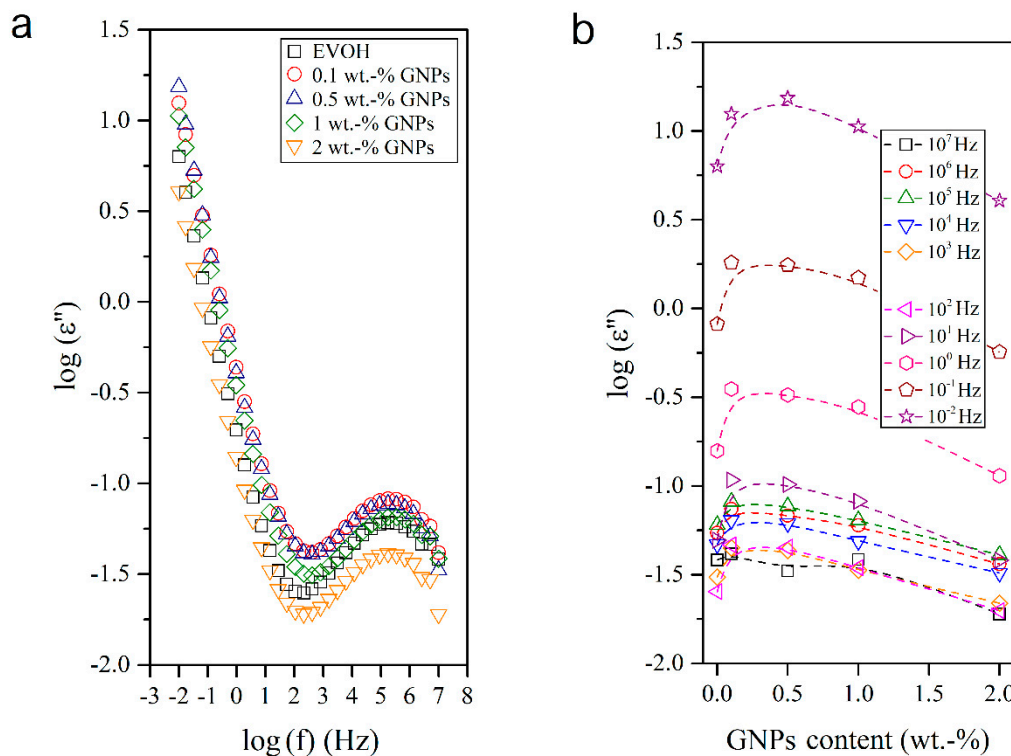 a
1.5
1.0
0.5
0.0
-0.5
-1.0
-1.5
-2.0
log (ε'')
-3 -2 -1 0 1 2 3 4 5 6 7 8
log (f) (Hz)
EVOH
0.1 wt.-% GNPs
0.5 wt.-% GNPs
1 wt.-% GNPs
2 wt.-% GNPs
b
1.5
1.0
0.5
0.0
-0.5
-1.0
-1.5
-2.0
log (ε'')
0.0 0.5 1.0 1.5 2.0
GNPs content (wt.-%)
10⁷ Hz
10⁶ Hz
10⁵ Hz
10⁴ Hz
10³ Hz
10² Hz
10¹ Hz
10⁰ Hz
10⁻¹ Hz
10⁻² Hz